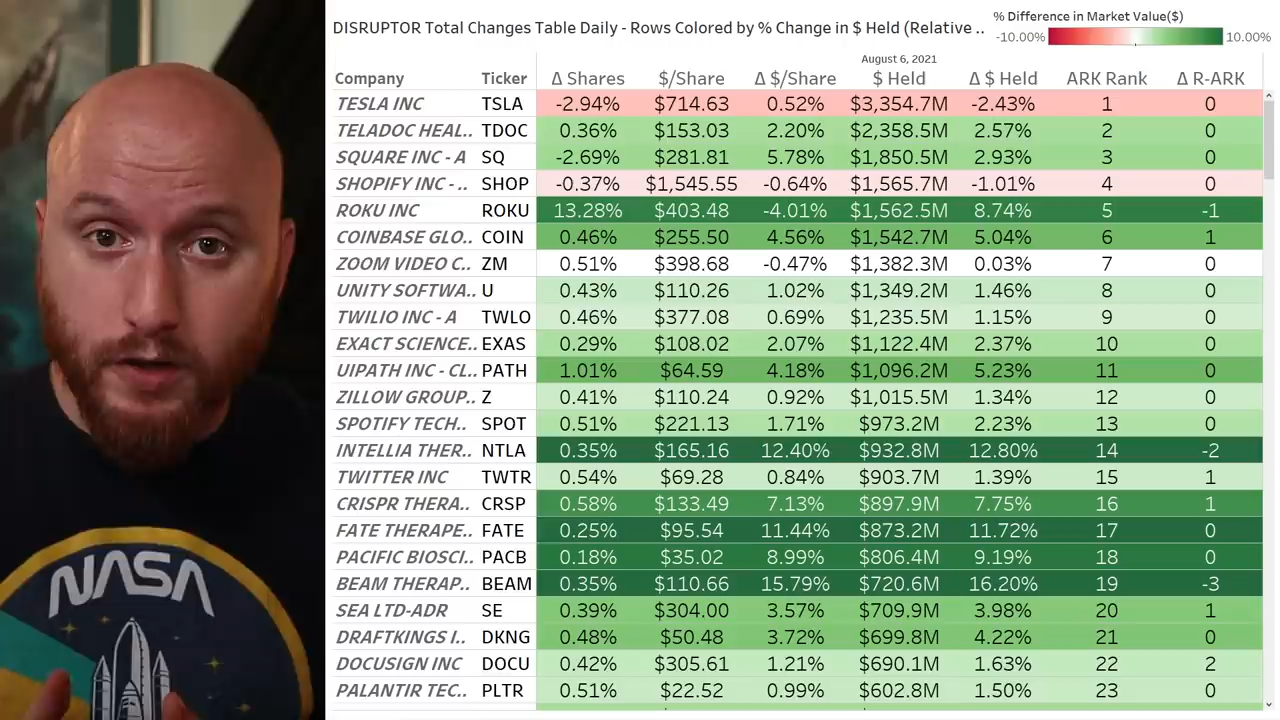 DISRUPTOR Total Changes Table Daily - Rows Colored by % Change in $ Held (Relative ..
% Difference in Market Value($)
-10.00% 10.00%
August 6, 2021
Company Ticker Δ Shares $/Share Δ $/Share $ Held Δ $ Held ARK Rank Δ R-ARK
TESLA INC TSLA -2.94% $714.63 0.52% $3,354.7M -2.43% 1 0
TELADOC HEAL.. TDOC 0.36% $153.03 2.20% $2,358.5M 2.57% 2 0
SQUARE INC - A SQ -2.69% $281.81 5.78% $1,850.5M 2.93% 3 0
SHOPIFY INC - .. SHOP -0.37% $1,545.55 -0.64% $1,565.7M -1.01% 4 0
ROKU INC ROKU 13.28% $403.48 -4.01% $1,562.5M 8.74% 5 -1
COINBASE GLO.. COIN 0.46% $255.50 4.56% $1,542.7M 5.04% 6 1
ZOOM VIDEO C.. ZM 0.51% $398.68 -0.47% $1,382.3M 0.03% 7 0
UNITY SOFTWA.. U 0.43% $110.26 1.02% $1,349.2M 1.46% 8 0
TWILIO INC - A TWLO 0.46% $377.08 0.69% $1,235.5M 1.15% 9 0
EXACT SCIENCE.. EXAS 0.29% $108.02 2.07% $1,122.4M 2.37% 10 0
UIPATH INC - CL.. PATH 1.01% $64.59 4.18% $1,096.2M 5.23% 11 0
ZILLOW GROUP.. Z 0.41% $110.24 0.92% $1,015.5M 1.34% 12 0
SPOTIFY TECH.. SPOT 0.51% $221.13 1.71% $973.2M 2.23% 13 0
INTELLIA THER.. NTLA 0.35% $165.16 12.40% $932.8M 12.80% 14 -2
TWITTER INC TWTR 0.54% $69.28 0.84% $903.7M 1.39% 15 1
CRISPR THERA.. CRSP 0.58% $133.49 7.13% $897.9M 7.75% 16 1
FATE THERAPE.. FATE 0.25% $95.54 11.44% $873.2M 11.72% 17 0
PACIFIC BIOSCI.. PACB 0.18% $35.02 8.99% $806.4M 9.19% 18 0
BEAM THERAP.. BEAM 0.35% $110.66 15.79% $720.6M 16.20% 19 -3
SEA LTD-ADR SE 0.39% $304.00 3.57% $709.9M 3.98% 20 1
DRAFTKINGS I.. DKNG 0.48% $50.48 3.72% $699.8M 4.22% 21 0
DOCUSIGN INC DOCU 0.42% $305.61 1.21% $690.1M 1.63% 22 2
PALANTIR TEC.. PLTR 0.51% $22.52 0.99% $602.8M 1.50% 23 0
NASA